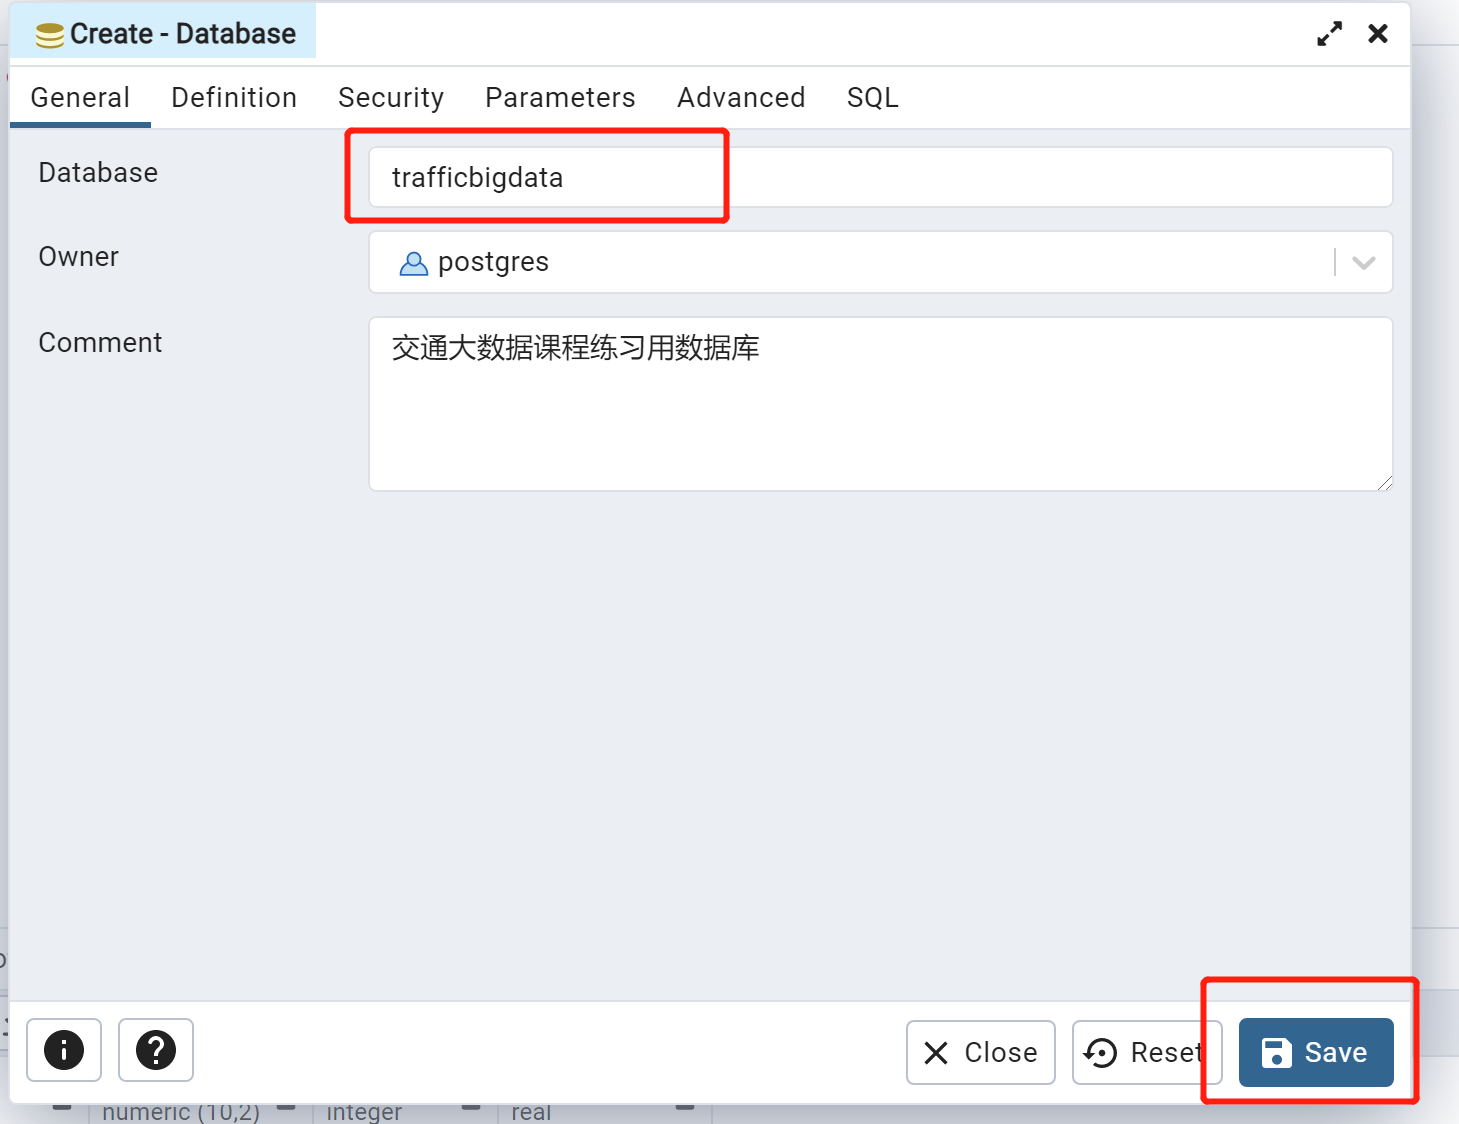 Create - Database
General Definition Security Parameters Advanced SQL
Database
trafficbigdata
Owner
postgres
Comment
交通大数据课程练习用数据库
Close Reset Save
numeric (10,2) integer real